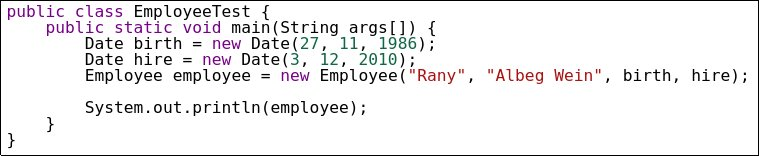 public class EmployeeTest {
    public static void main(String args[]) {
        Date birth = new Date(27, 11, 1986);
        Date hire = new Date(3, 12, 2010);
        Employee employee = new Employee("Rany", "Albeg Wein", birth, hire);

        System.out.println(employee);
    }
}